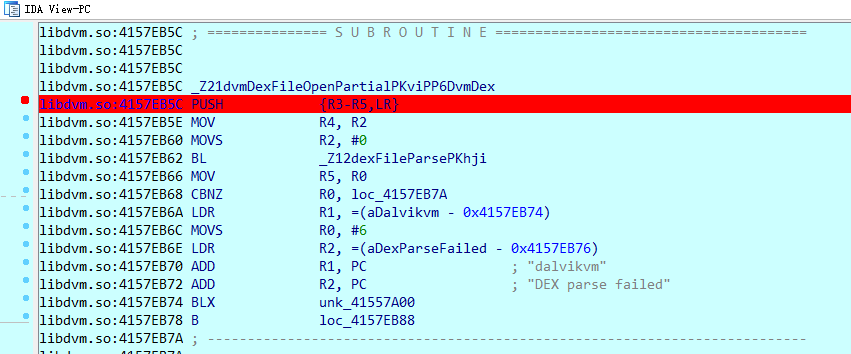 IDA View-PC
libdvm.so:4157EB5C ; =============== S U B R O U T I N E =======================================
libdvm.so:4157EB5C
libdvm.so:4157EB5C
libdvm.so:4157EB5C _Z21dvmDexFileOpenPartialPKviPP6DvmDex
libdvm.so:4157EB5C PUSH {R3-R5,LR}
libdvm.so:4157EB5E MOV R4, R2
libdvm.so:4157EB60 MOVS R2, #0
libdvm.so:4157EB62 BL _Z12dexFileParsePKhji
libdvm.so:4157EB66 MOV R5, R0
libdvm.so:4157EB68 CBNZ R0, loc_4157EB7A
libdvm.so:4157EB6A LDR R1, =(aDalvikvm - 0x4157EB74)
libdvm.so:4157EB6C MOVS R0, #6
libdvm.so:4157EB6E LDR R2, =(aDexParseFailed - 0x4157EB76)
libdvm.so:4157EB70 ADD R1, PC ; "dalvikvm"
libdvm.so:4157EB72 ADD R2, PC ; "DEX parse failed"
libdvm.so:4157EB74 BLX unk_41557A00
libdvm.so:4157EB78 B loc_4157EB88
libdvm.so:4157EB7A ; ---------------------------------------------------------------------------
libdvm.so:4157EB7A